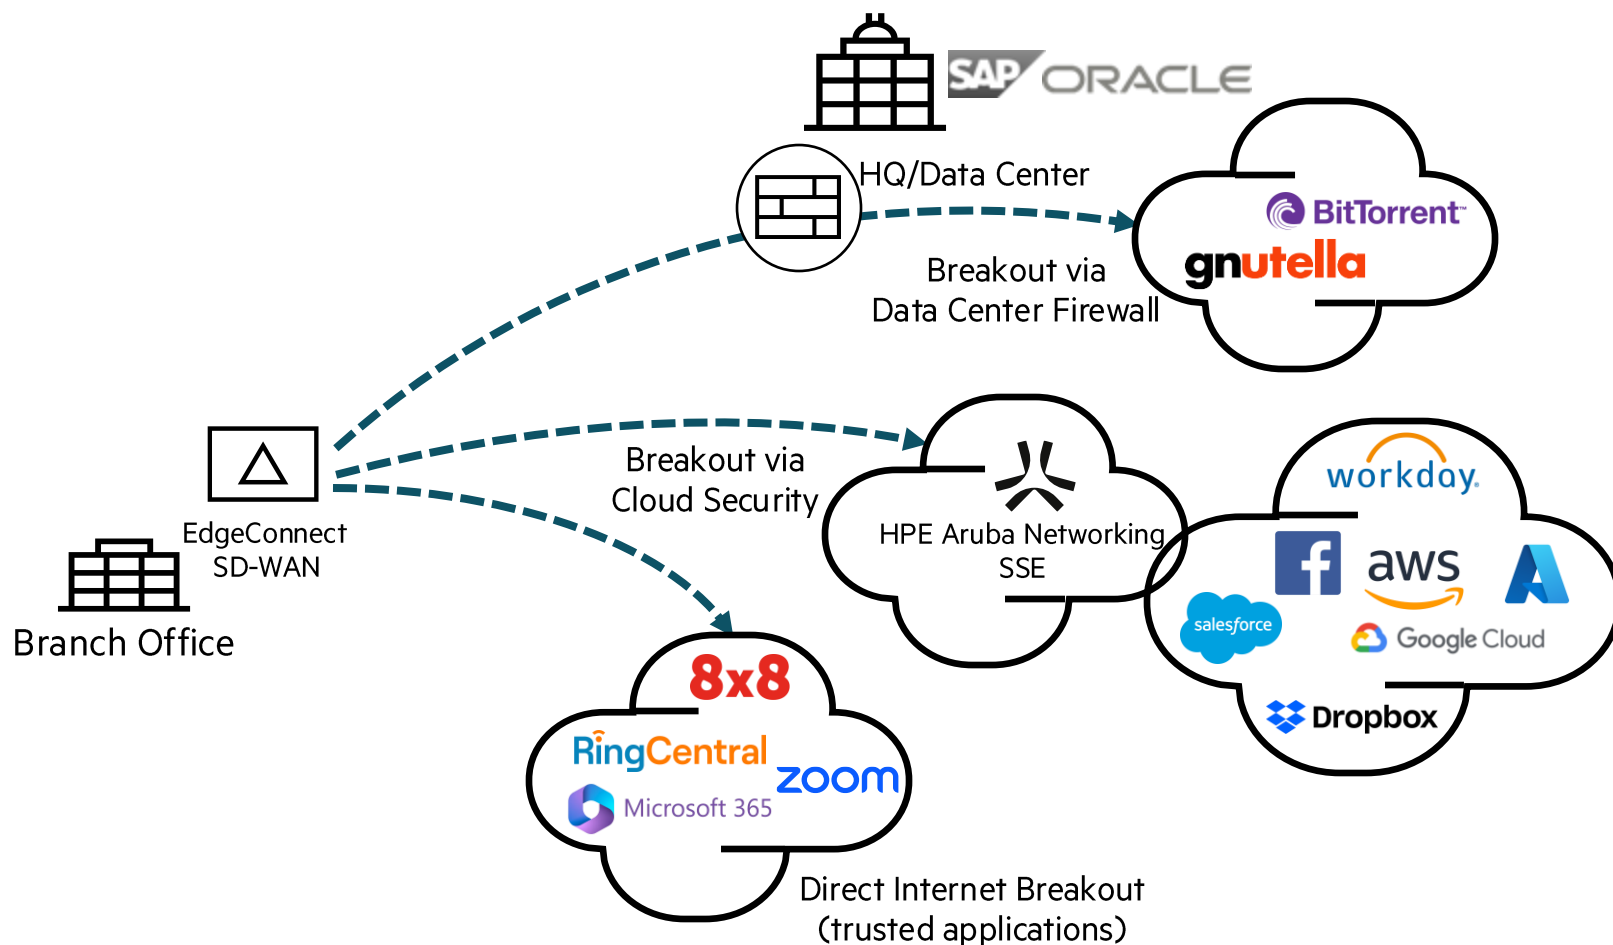 SAP ORACLE
HQ/Data Center
BitTorrent™
gnutella
Breakout via
Data Center Firewall
Breakout via
Cloud Security
HPE Aruba Networking
SSE
workday®
aws
salesforce
Google Cloud
Dropbox
EdgeConnect
SD-WAN
Branch Office
8x8
RingCentral
zoom
Microsoft 365
Direct Internet Breakout
(trusted applications)